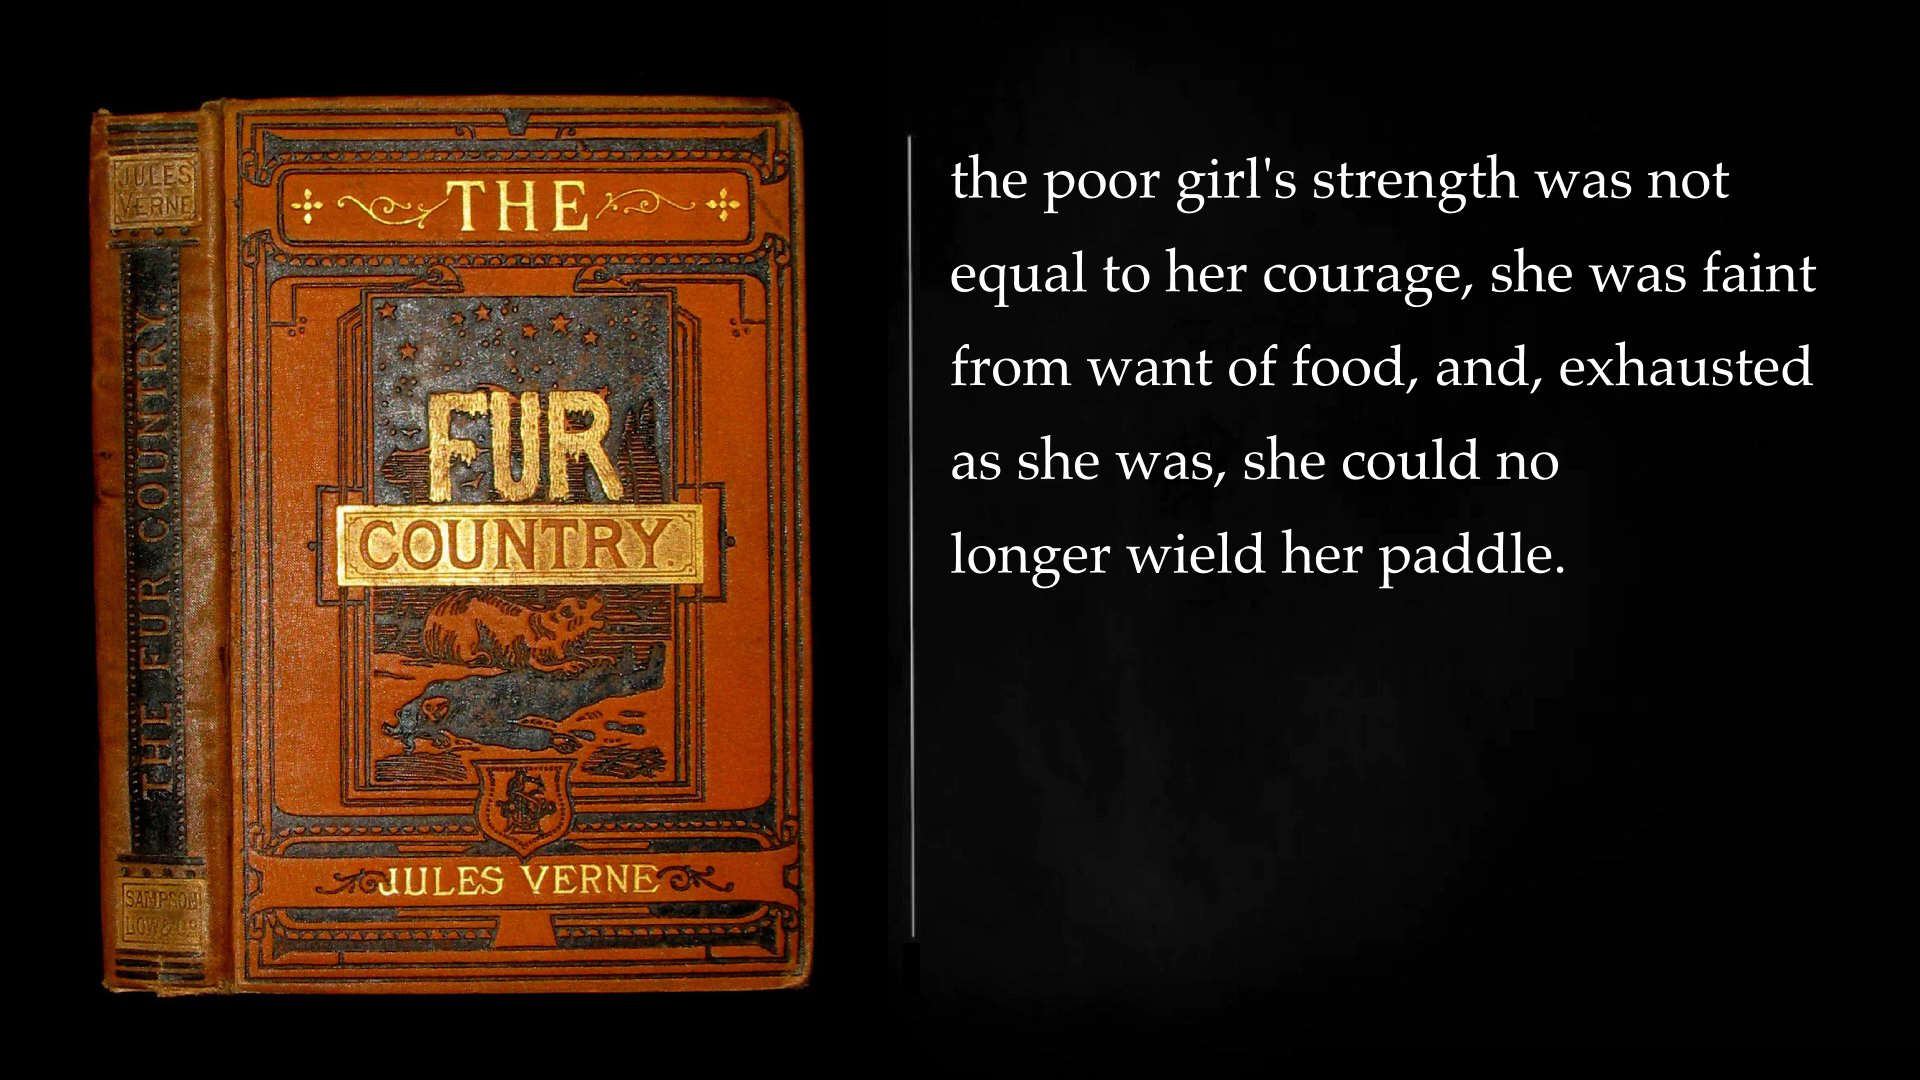 JULES
VERNE
THE FUR COUNTRY.
SAMPSON
LOW & Co
THE
FUR
COUNTRY.
JULES VERNE
the poor girl's strength was not
equal to her courage, she was faint
from want of food, and, exhausted
as she was, she could no
longer wield her paddle.